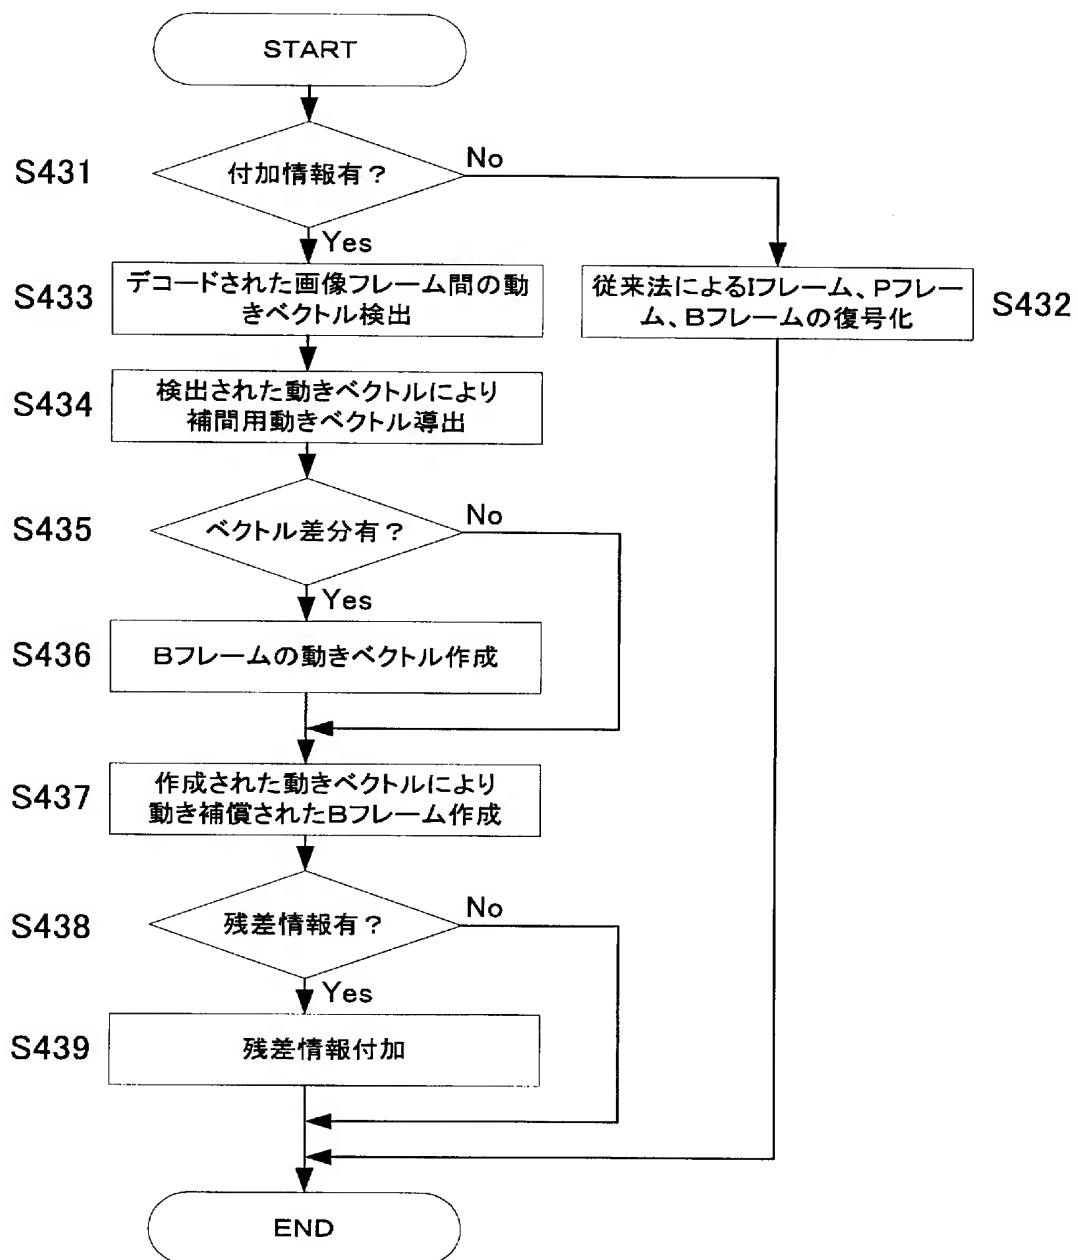 START
S431
付加情報有？
No
Yes
S433
デコードされた画像フレーム間の動
きベクトル検出
従来法によるIフレーム、Pフレー
ム、Bフレームの復号化
S432
S434
検出された動きベクトルにより
補間用動きベクトル導出
S435
ベクトル差分有？
No
Yes
S436
Bフレームの動きベクトル作成
S437
作成された動きベクトルにより
動き補償されたBフレーム作成
S438
残差情報有？
No
Yes
S439
残差情報付加
END